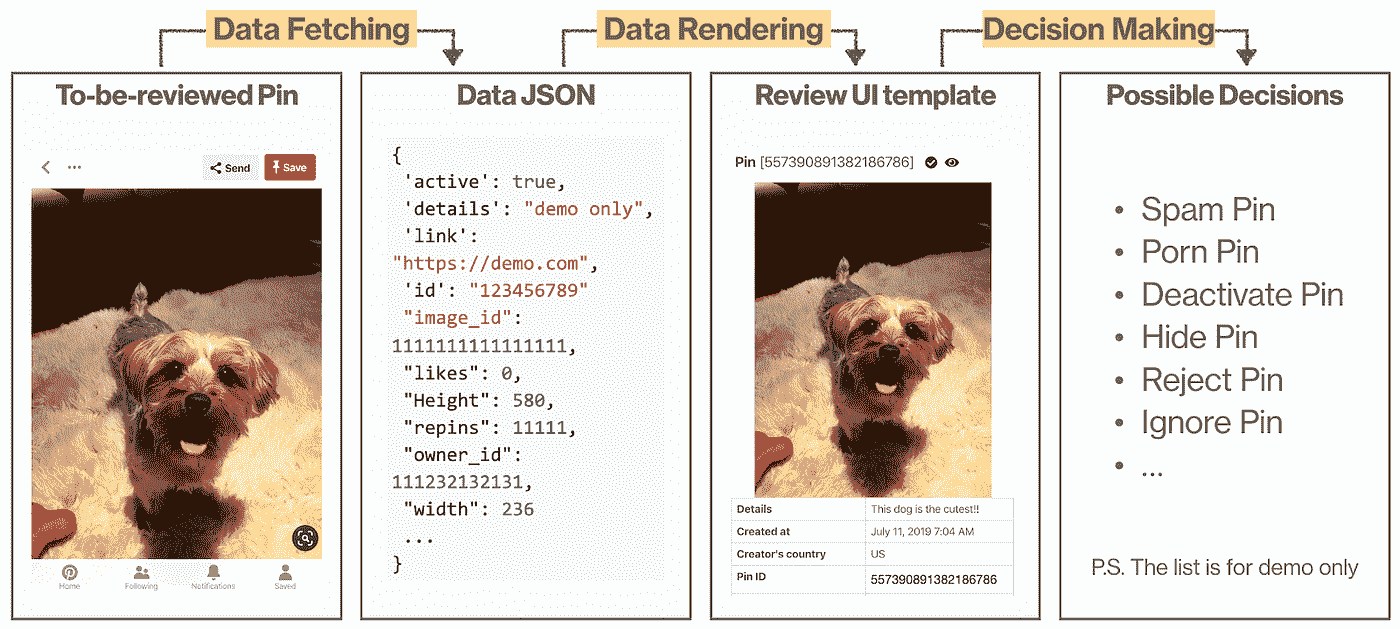 Data Fetching
Data Rendering
Decision Making
To-be-reviewed Pin
Send
Save
Home
Following
Notifications
Saved
Data JSON
{
'active': true,
'details': "demo only",
'link':
"https://demo.com",
'id': "123456789"
"image_id":
1111111111111111,
"likes": 0,
"Height": 580,
"repins": 11111,
"owner_id":
111232132131,
"width": 236
...
}
Review UI template
Pin [557390891382186786]
Details This dog is the cutest!!
Created at July 11, 2019 7:04 AM
Creator's country US
Pin ID 557390891382186786
Possible Decisions
• Spam Pin
• Porn Pin
• Deactivate Pin
• Hide Pin
• Reject Pin
• Ignore Pin
• ...
P.S. The list is for demo only